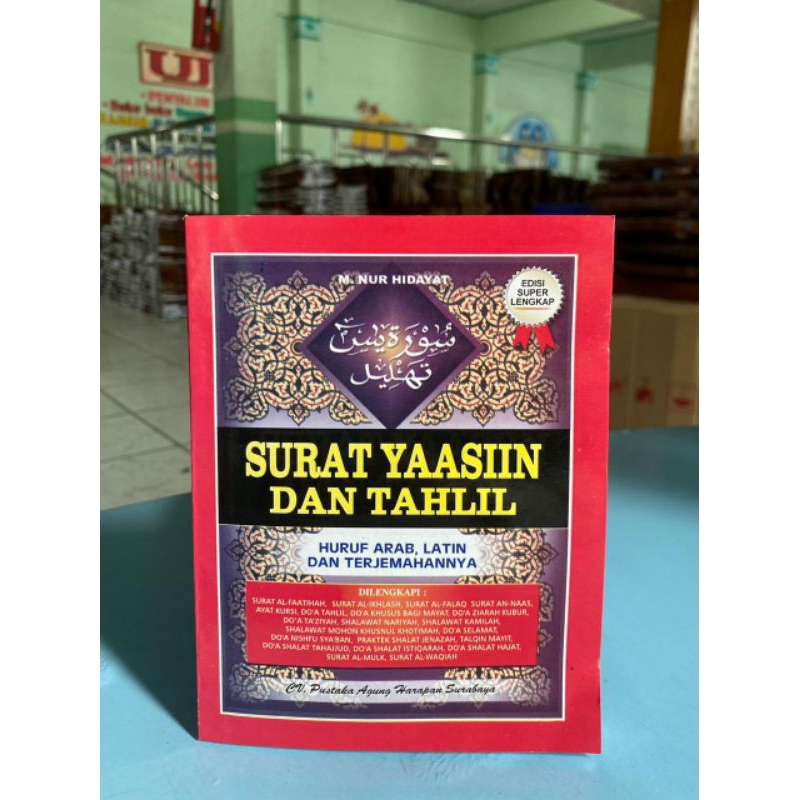 UJ
PENYALUR
Buku buku
M. NUR HIDAYAT
EDISI
SUPER
LENGKAP
سورة يس
تهليل
SURAT YAASIIN
DAN TAHLIL
HURUF ARAB, LATIN
DAN TERJEMAHANNYA
DILENGKAPI :
SURAT AL-FAATIHAH, SURAT AL-IKHLASH, SURAT AL-FALAQ SURAT AN-NAAS,
AYAT KURSI, DO'A TAHLIL, DO'A KHUSUS BAGI MAYAT, DO'A ZIARAH KUBUR,
DO'A TA'ZIYAH, SHALAWAT NARIYAH, SHALAWAT KAMILAH,
SHALAWAT MOHON KHUSNUL KHOTIMAH, DO'A SELAMAT,
DO'A NISHFU SYA'BAN, PRAKTEK SHALAT JENAZAH, TALQIN MAYIT,
DO'A SHALAT TAHAJJUD, DO'A SHALAT ISTIQARAH, DO'A SHALAT HAJAT,
SURAT AL-MULK, SURAT AL-WAQIAH
CV. Pustaka Agung Harapan Surabaya